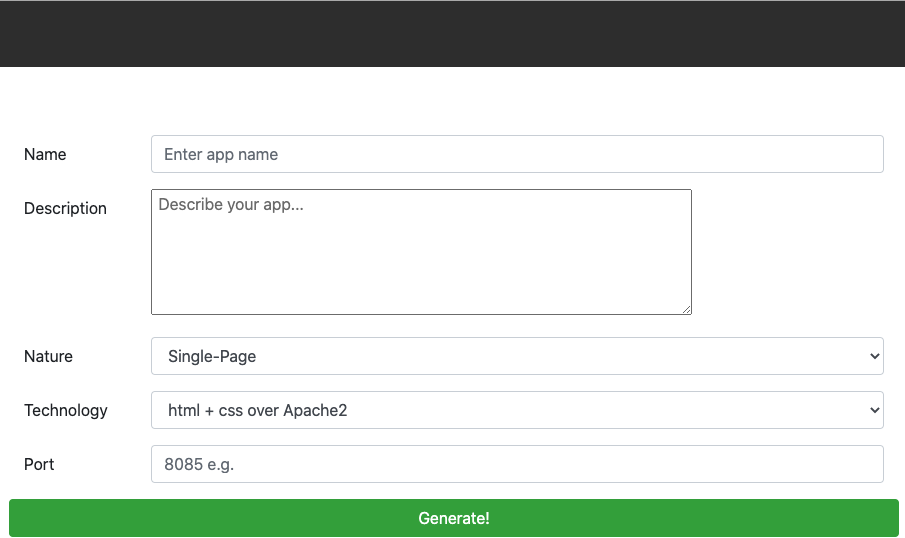 Name
Enter app name
Description
Describe your app...
Nature
Single-Page
Technology
html + css over Apache2
Port
8085 e.g.
Generate!